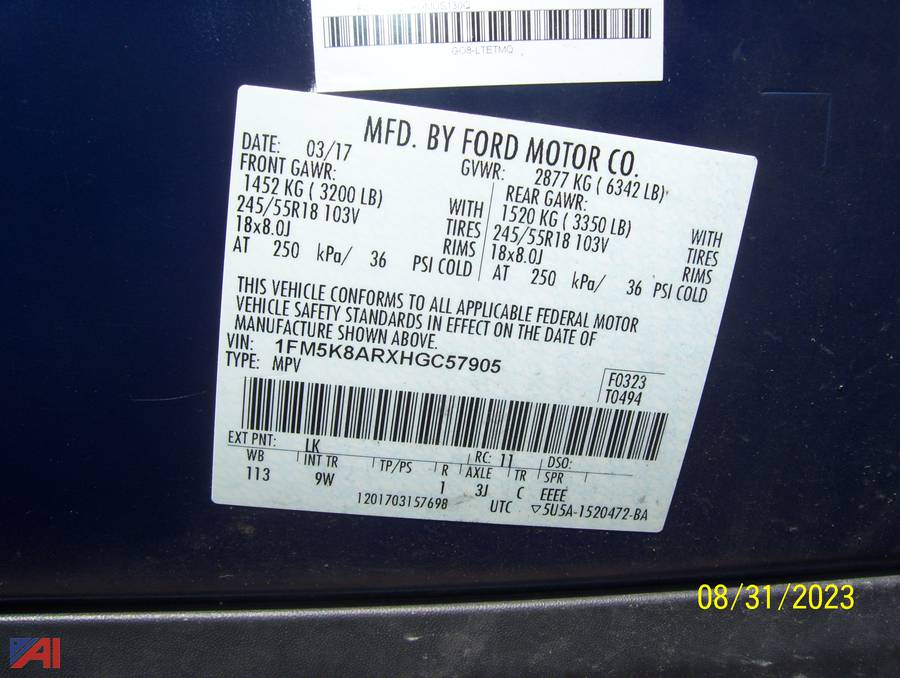 GO8-LTETMQ
MFD. BY FORD MOTOR CO.
DATE: 03/17 GVWR: 2877 KG ( 6342 LB)
FRONT GAWR: REAR GAWR:
1452 KG ( 3200 LB) WITH 1520 KG ( 3350 LB) WITH
245/55R18 103V TIRES 245/55R18 103V TIRES
18x8.0J RIMS 18x8.0J RIMS
AT 250 kPa/ 36 PSI COLD AT 250 kPa/ 36 PSI COLD
THIS VEHICLE CONFORMS TO ALL APPLICABLE FEDERAL MOTOR
VEHICLE SAFETY STANDARDS IN EFFECT ON THE DATE OF
MANUFACTURE SHOWN ABOVE.
VIN: 1FM5K8ARXHGC57905
TYPE: MPV F0323
T0494
EXT PNT: LK RC: 11 DSO:
WB INT TR TP/PS R AXLE TR SPR
113 9W 1 3J C EEEE
1201703157698 UTC ▽5U5A-1520472-BA
08/31/2023
AI